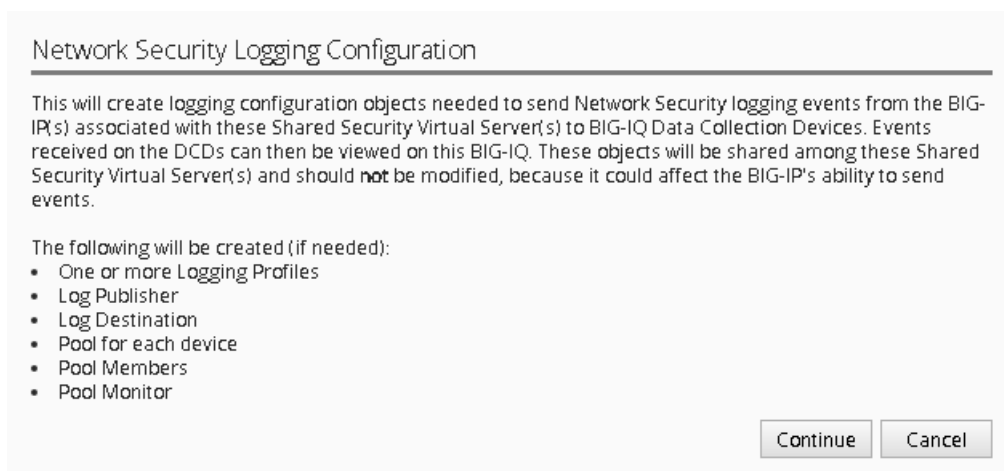 Network Security Logging Configuration
This will create logging configuration objects needed to send Network Security logging events from the BIG-
IP(s) associated with these Shared Security Virtual Server(s) to BIG-IQ Data Collection Devices. Events
received on the DCDs can then be viewed on this BIG-IQ. These objects will be shared among these Shared
Security Virtual Server(s) and should not be modified, because it could affect the BIG-IP's ability to send
events.
The following will be created (if needed):
• One or more Logging Profiles
• Log Publisher
• Log Destination
• Pool for each device
• Pool Members
• Pool Monitor
Continue Cancel